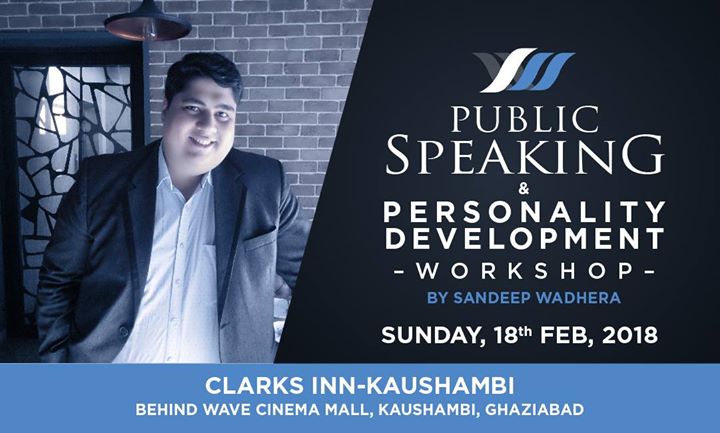 PUBLIC
SPEAKING
&
PERSONALITY
DEVELOPMENT
- WORKSHOP -
BY SANDEEP WADHERA
SUNDAY, 18th FEB, 2018
CLARKS INN-KAUSHAMBI
BEHIND WAVE CINEMA MALL, KAUSHAMBI, GHAZIABAD